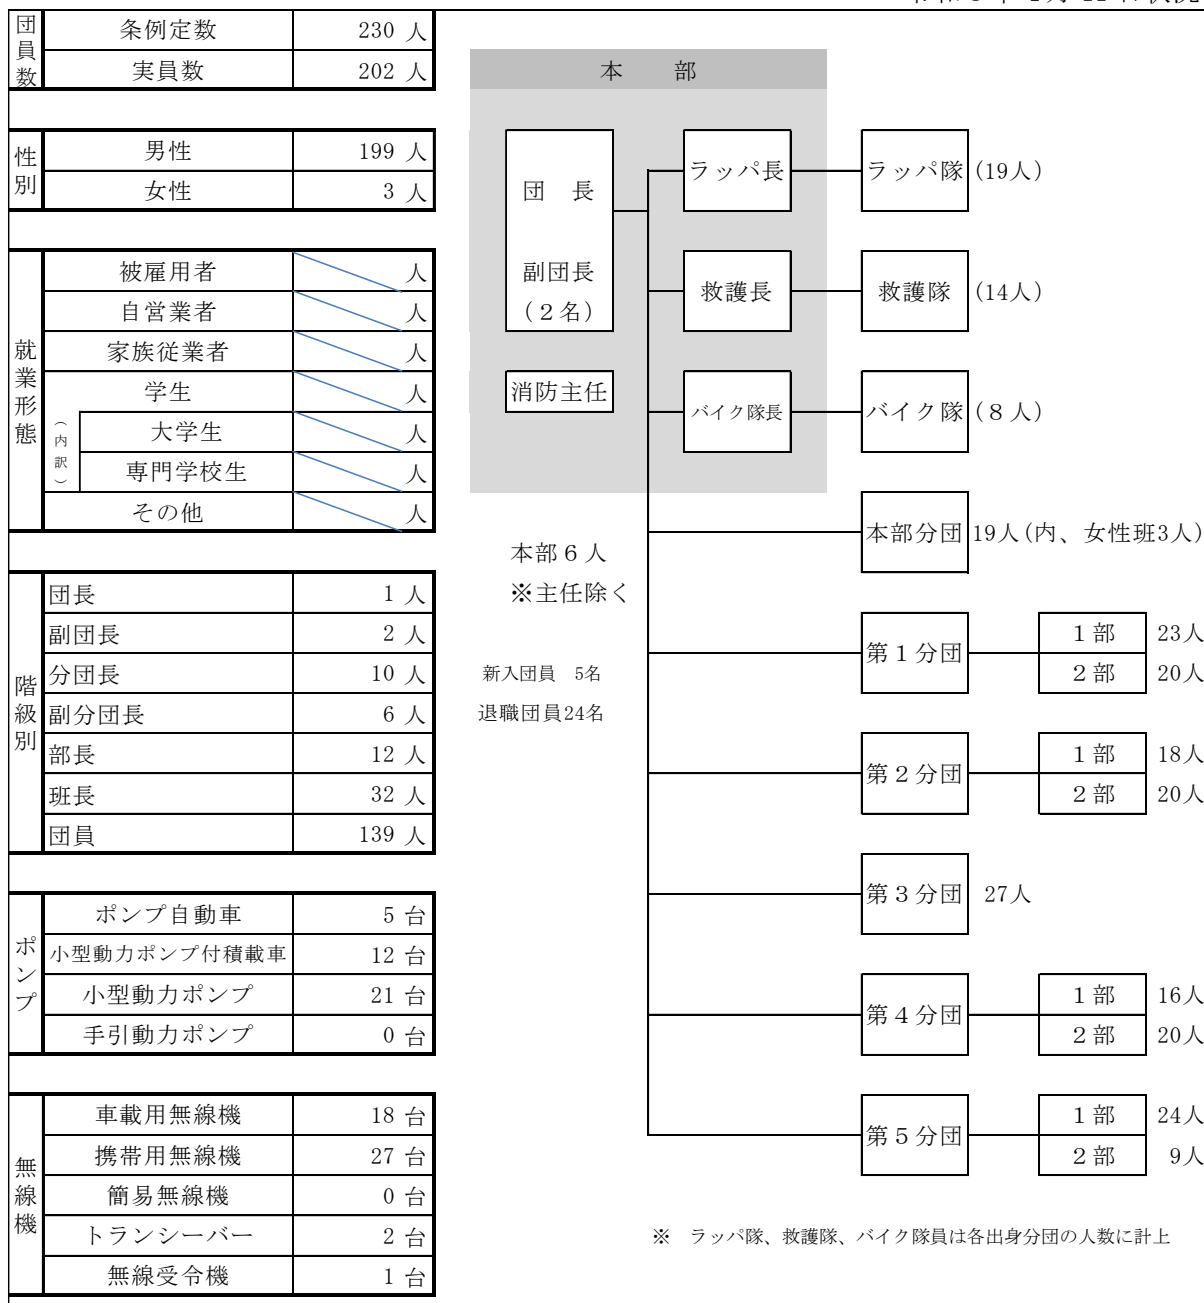 団員数
条例定数 230 人
実員数 202 人
性別
男性 199 人
女性 3 人
就業形態
被雇用者 人
自営業者 人
家族従業者 人
学生 人
（内訳）
大学生 人
専門学校生 人
その他 人
階級別
団長 1 人
副団長 2 人
分団長 10 人
副分団長 6 人
部長 12 人
班長 32 人
団員 139 人
ポンプ
ポンプ自動車 5 台
小型動力ポンプ付積載車 12 台
小型動力ポンプ 21 台
手引動力ポンプ 0 台
無線機
車載用無線機 18 台
携帯用無線機 27 台
簡易無線機 0 台
トランシーバー 2 台
無線受令機 1 台
本　部
団　長
副団長
（２名）
消防主任
ラッパ長 ラッパ隊 (19人)
救護長 救護隊 (14人)
バイク隊長 バイク隊 (８人)
本部６人
※主任除く
新入団員　5名
退職団員24名
本部分団 19人(内、女性班3人)
第１分団
１部 23人
２部 20人
第２分団
１部 18人
２部 20人
第３分団 27人
第４分団
１部 16人
２部 20人
第５分団
１部 24人
２部 9人
※　ラッパ隊、救護隊、バイク隊員は各出身分団の人数に計上